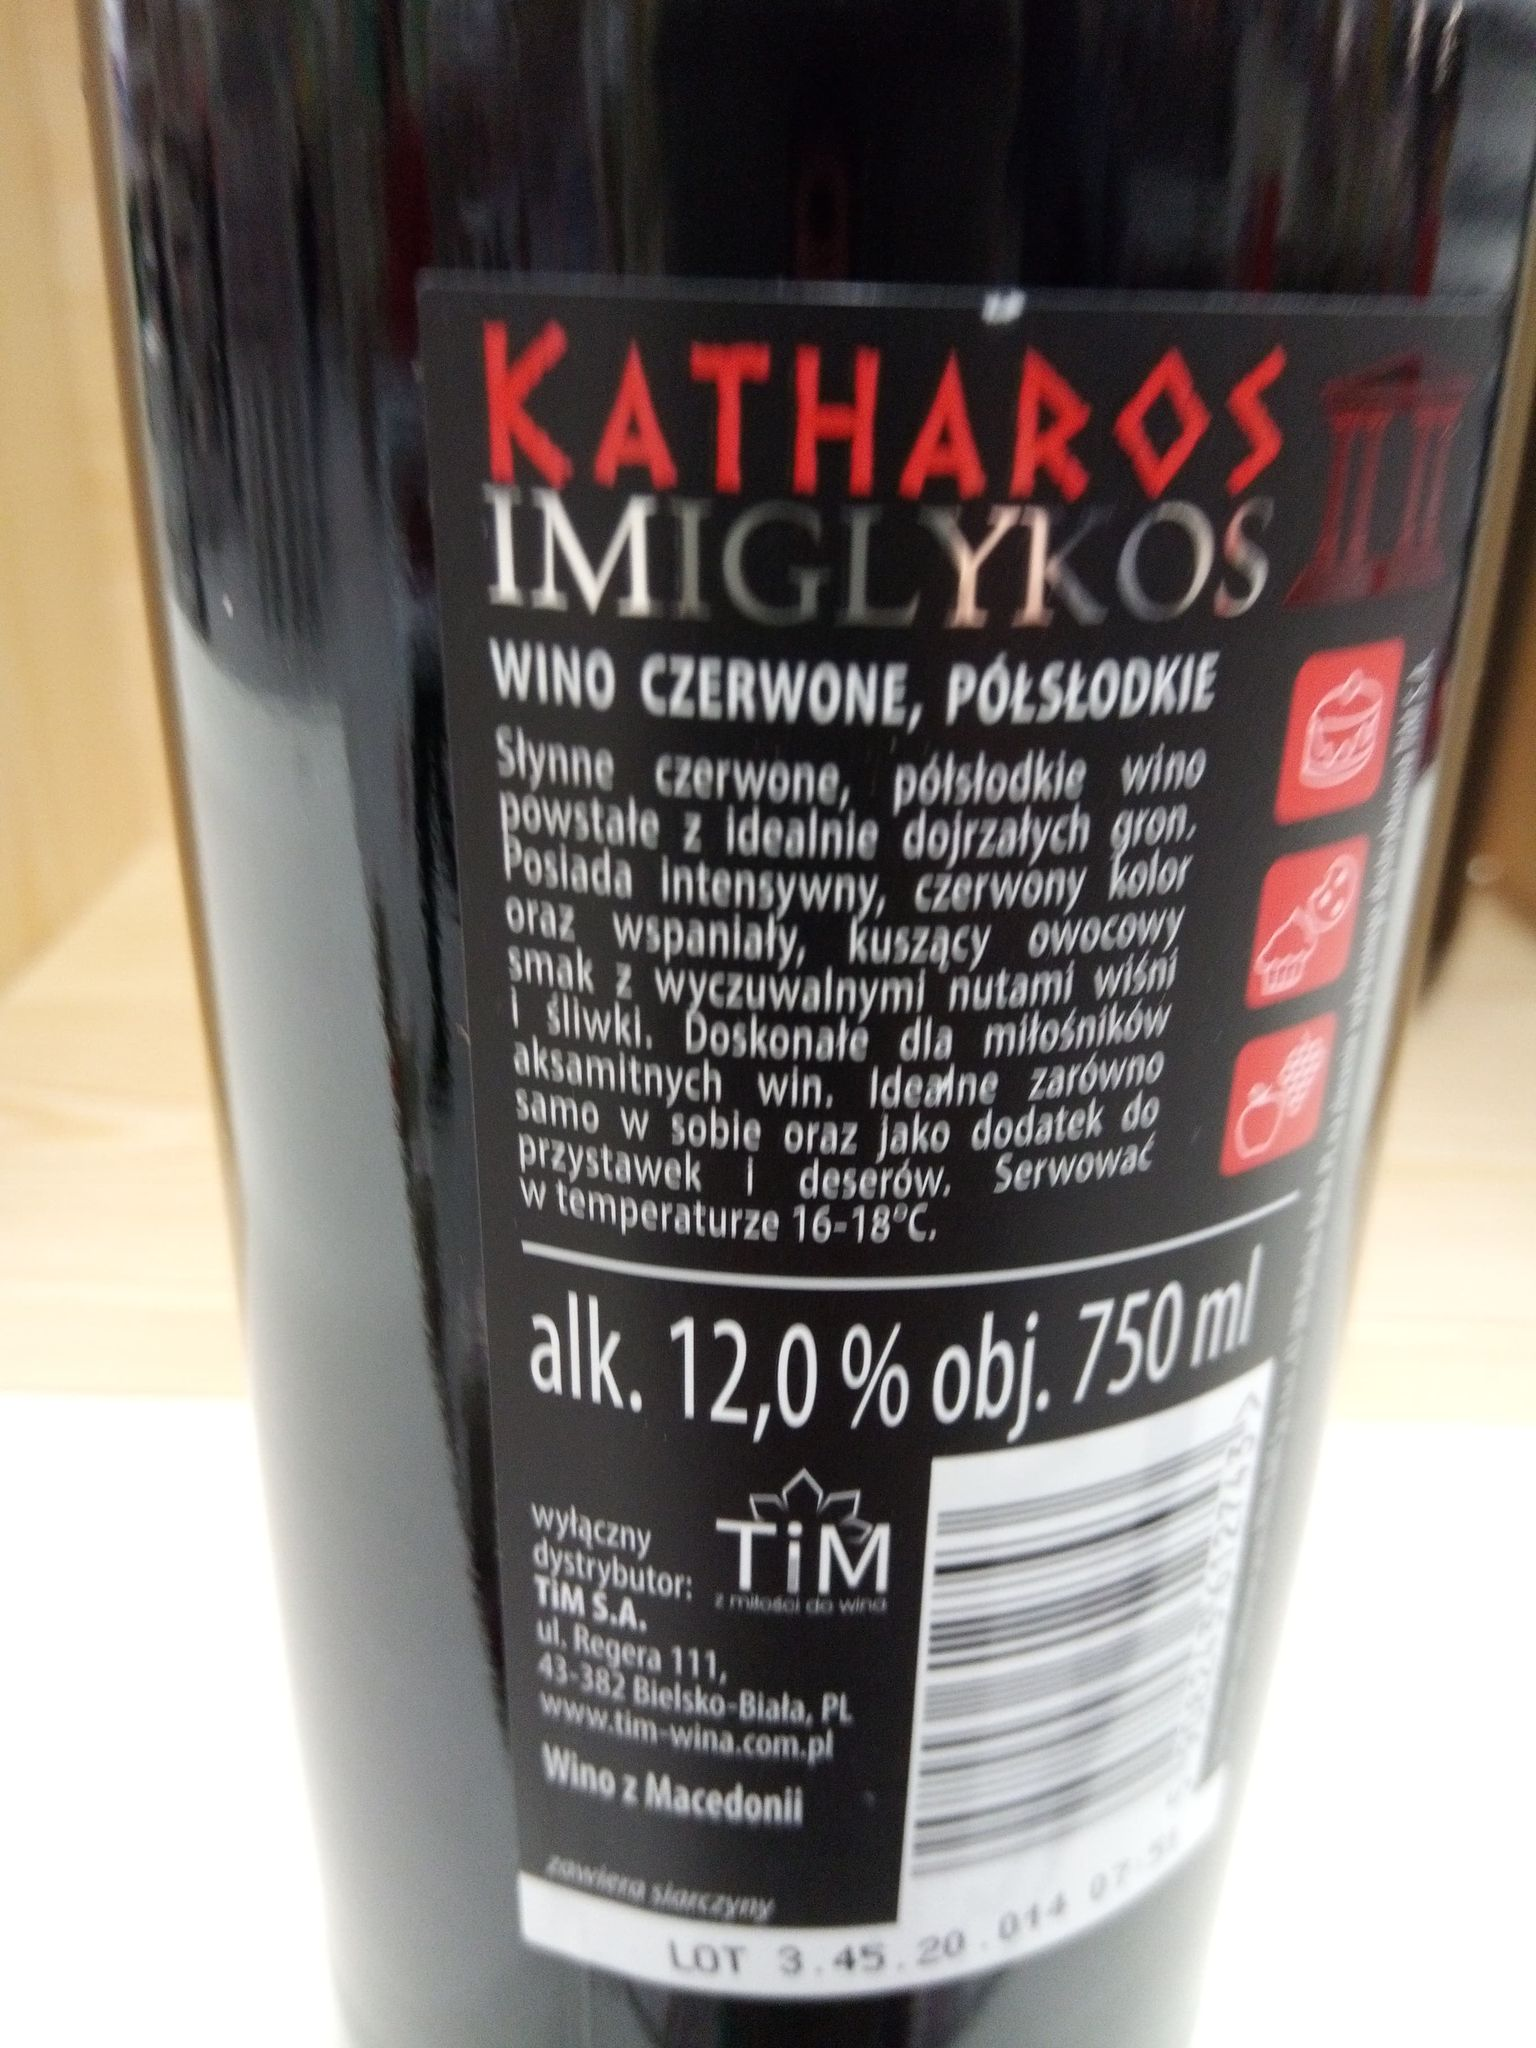 KATHAROS
IMIGLYKOS
WINO CZERWONE, PÓŁSŁODKIE
Słynne czerwone, półsłodkie wino
powstałe z idealnie dojrzałych gron.
Posiada intensywny, czerwony kolor
oraz wspaniały, kuszący owocowy
smak z wyczuwalnymi nutami wiśni
i śliwki. Doskonałe dla miłośników
aksamitnych win. Idealne zarówno
samo w sobie oraz jako dodatek do
przystawek i deserów. Serwować
w temperaturze 16-18°C.
alk. 12,0 % obj. 750 ml
wyłączny
dystrybutor:
TiM S.A.
ul. Regera 111,
43-382 Bielsko-Biała, PL
www.tim-wina.com.pl
TiM
z miłości do wina
Wino z Macedonii
zawiera siarczyny
LOT 3.45.20.014